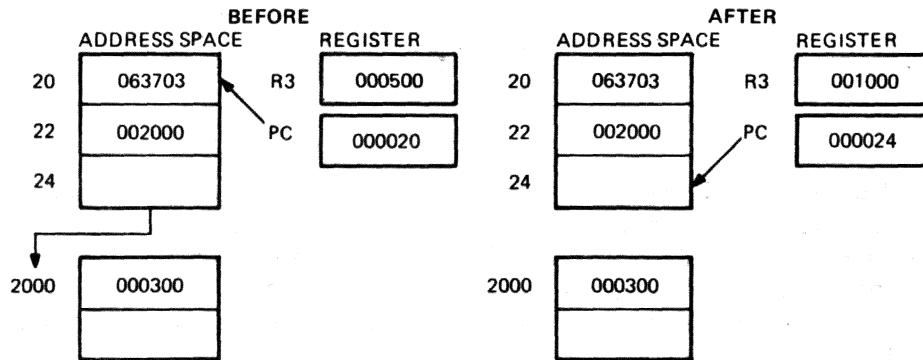 BEFORE AFTER
ADDRESS SPACE REGISTER ADDRESS SPACE REGISTER
20 063703 R3 000500 20 063703 R3 001000
22 002000 PC 000020 22 002000 PC 000024
24 24
2000 000300 2000 000300